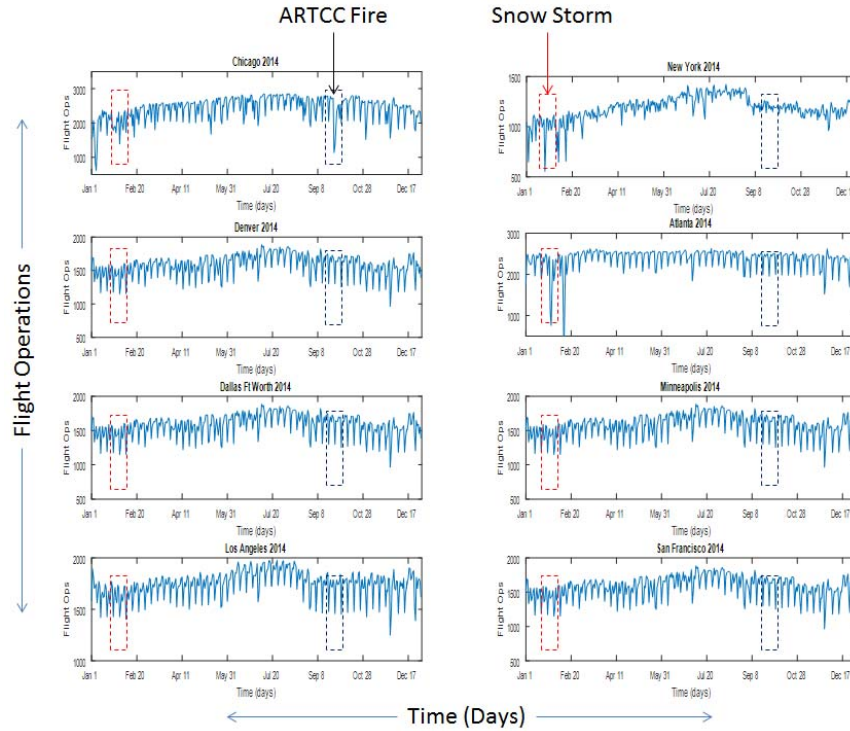 ARTCC Fire
Snow Storm
Flight Operations
Chicago 2014
Flight Ops
3000
2000
1000
Jan 1 Feb 20 Apr 11 May 31 Jul 20 Sep 8 Oct 28 Dec 17
Time (days)
New York 2014
Flight Ops
1500
1000
500
Jan 1 Feb 20 Apr 11 May 31 Jul 20 Sep 8 Oct 28 Dec 17
Time (days)
Denver 2014
Flight Ops
2000
1500
1000
500
Jan 1 Feb 20 Apr 11 May 31 Jul 20 Sep 8 Oct 28 Dec 17
Time (days)
Atlanta 2014
Flight Ops
3000
2000
1000
Jan 1 Feb 20 Apr 11 May 31 Jul 20 Sep 8 Oct 28 Dec 17
Time (days)
Dallas Ft Worth 2014
Flight Ops
2000
1500
1000
500
Jan 1 Feb 20 Apr 11 May 31 Jul 20 Sep 8 Oct 28 Dec 17
Time (days)
Minneapolis 2014
Flight Ops
2000
1500
1000
500
Jan 1 Feb 20 Apr 11 May 31 Jul 20 Sep 8 Oct 28 Dec 17
Time (days)
Los Angeles 2014
Flight Ops
2000
1500
1000
Jan 1 Feb 20 Apr 11 May 31 Jul 20 Sep 8 Oct 28 Dec 17
Time (days)
San Francisco 2014
Flight Ops
2000
1500
1000
500
Jan 1 Feb 20 Apr 11 May 31 Jul 20 Sep 8 Oct 28 Dec 17
Time (days)
Time (Days)